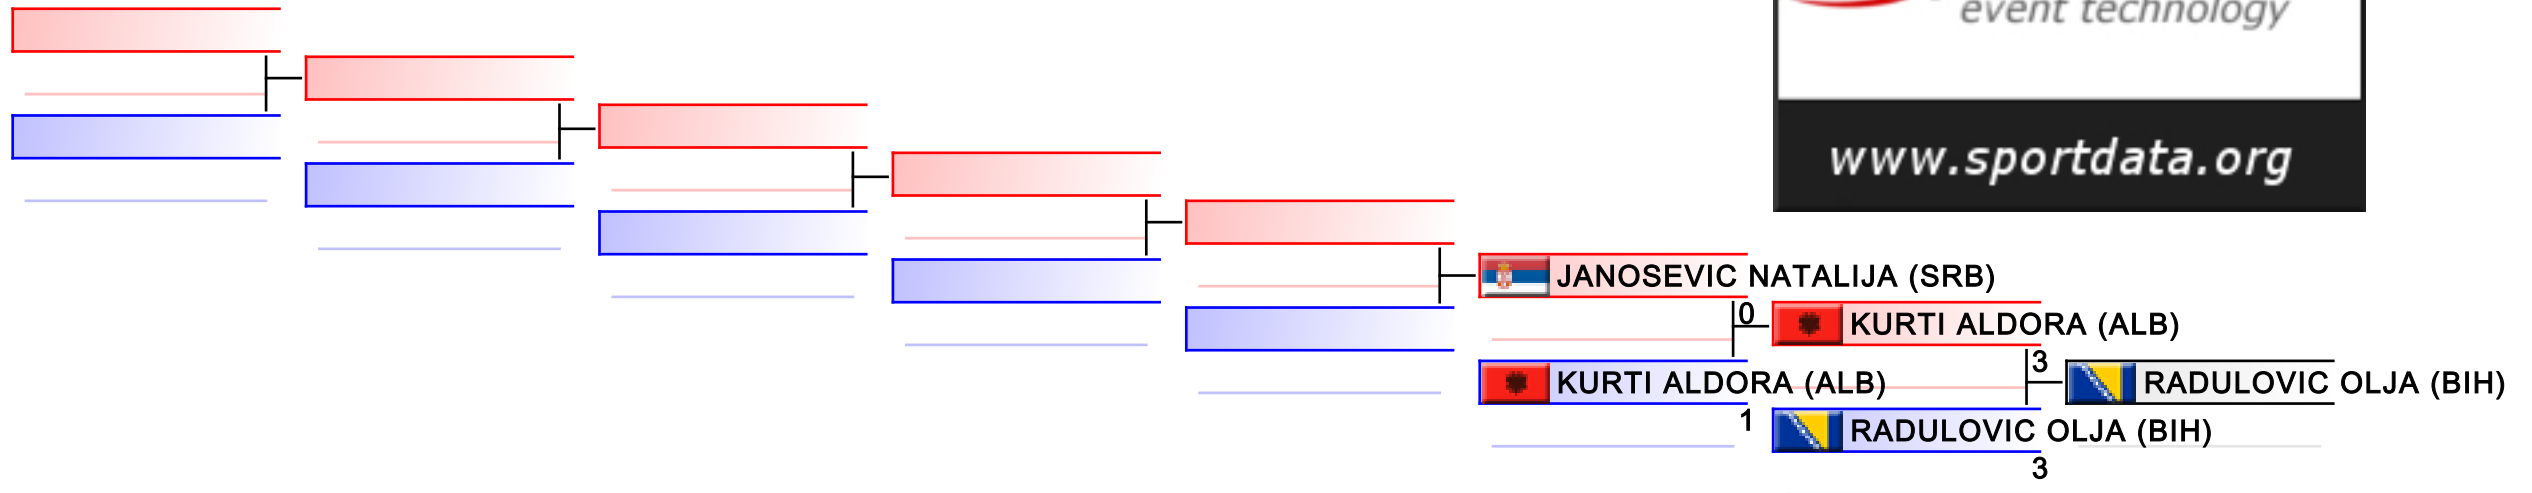 event technology
www.sportdata.org
JANOSEVIC NATALIJA (SRB)
0
KURTI ALDORA (ALB)
3
KURTI ALDORA (ALB)
RADULOVIC OLJA (BIH)
1
RADULOVIC OLJA (BIH)
3